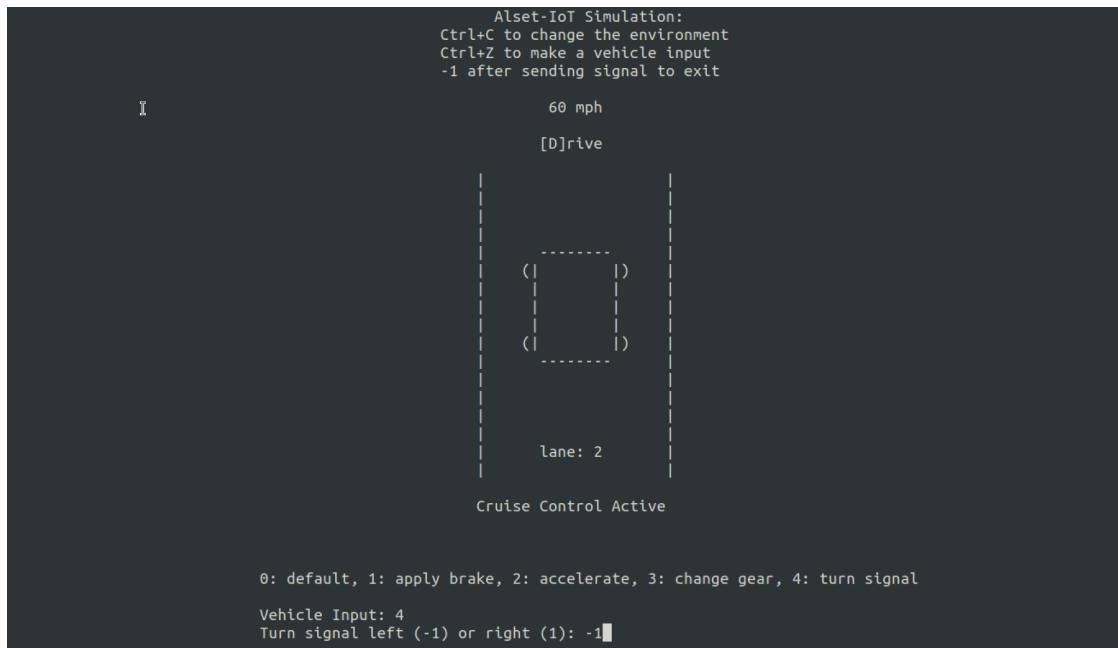 Alset-IoT Simulation:
Ctrl+C to change the environment
Ctrl+Z to make a vehicle input
-1 after sending signal to exit
60 mph
[D]rive
|                    |
|                    |
|                    |
|                    |
|      --------      |
|    (|        |)    |
|     |        |     |
|     |        |     |
|     |        |     |
|    (|        |)    |
|      --------      |
|                    |
|                    |
|                    |
|                    |
|      lane: 2       |
|                    |
Cruise Control Active
0: default, 1: apply brake, 2: accelerate, 3: change gear, 4: turn signal
Vehicle Input: 4
Turn signal left (-1) or right (1): -1